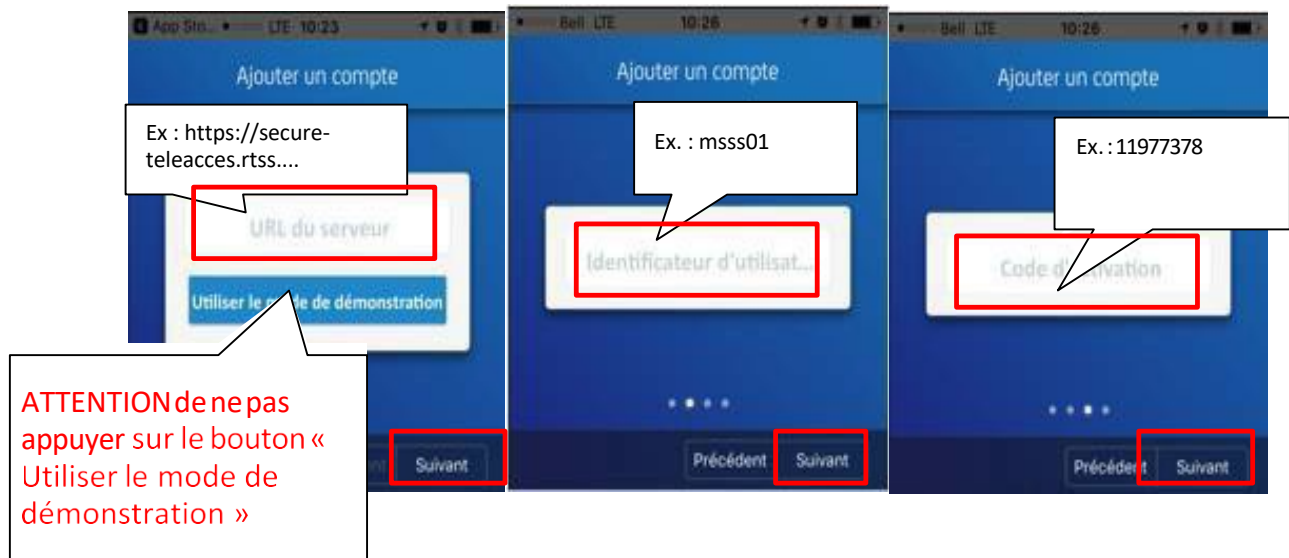 App Sto... LTE 10:23
Ajouter un compte
Ex : https://secure-
teleacces.rtss....
URL du serveur
Utiliser le mode de démonstration
ATTENTION de ne pas
appuyer sur le bouton «
Utiliser le mode de
démonstration »
Suivant
Bell LTE 10:26
Ajouter un compte
Ex. : msss01
Identificateur d'utilisat...
Précédent Suivant
Bell LTE 10:26
Ajouter un compte
Ex. : 11977378
Code d'activation
Précédent Suivant